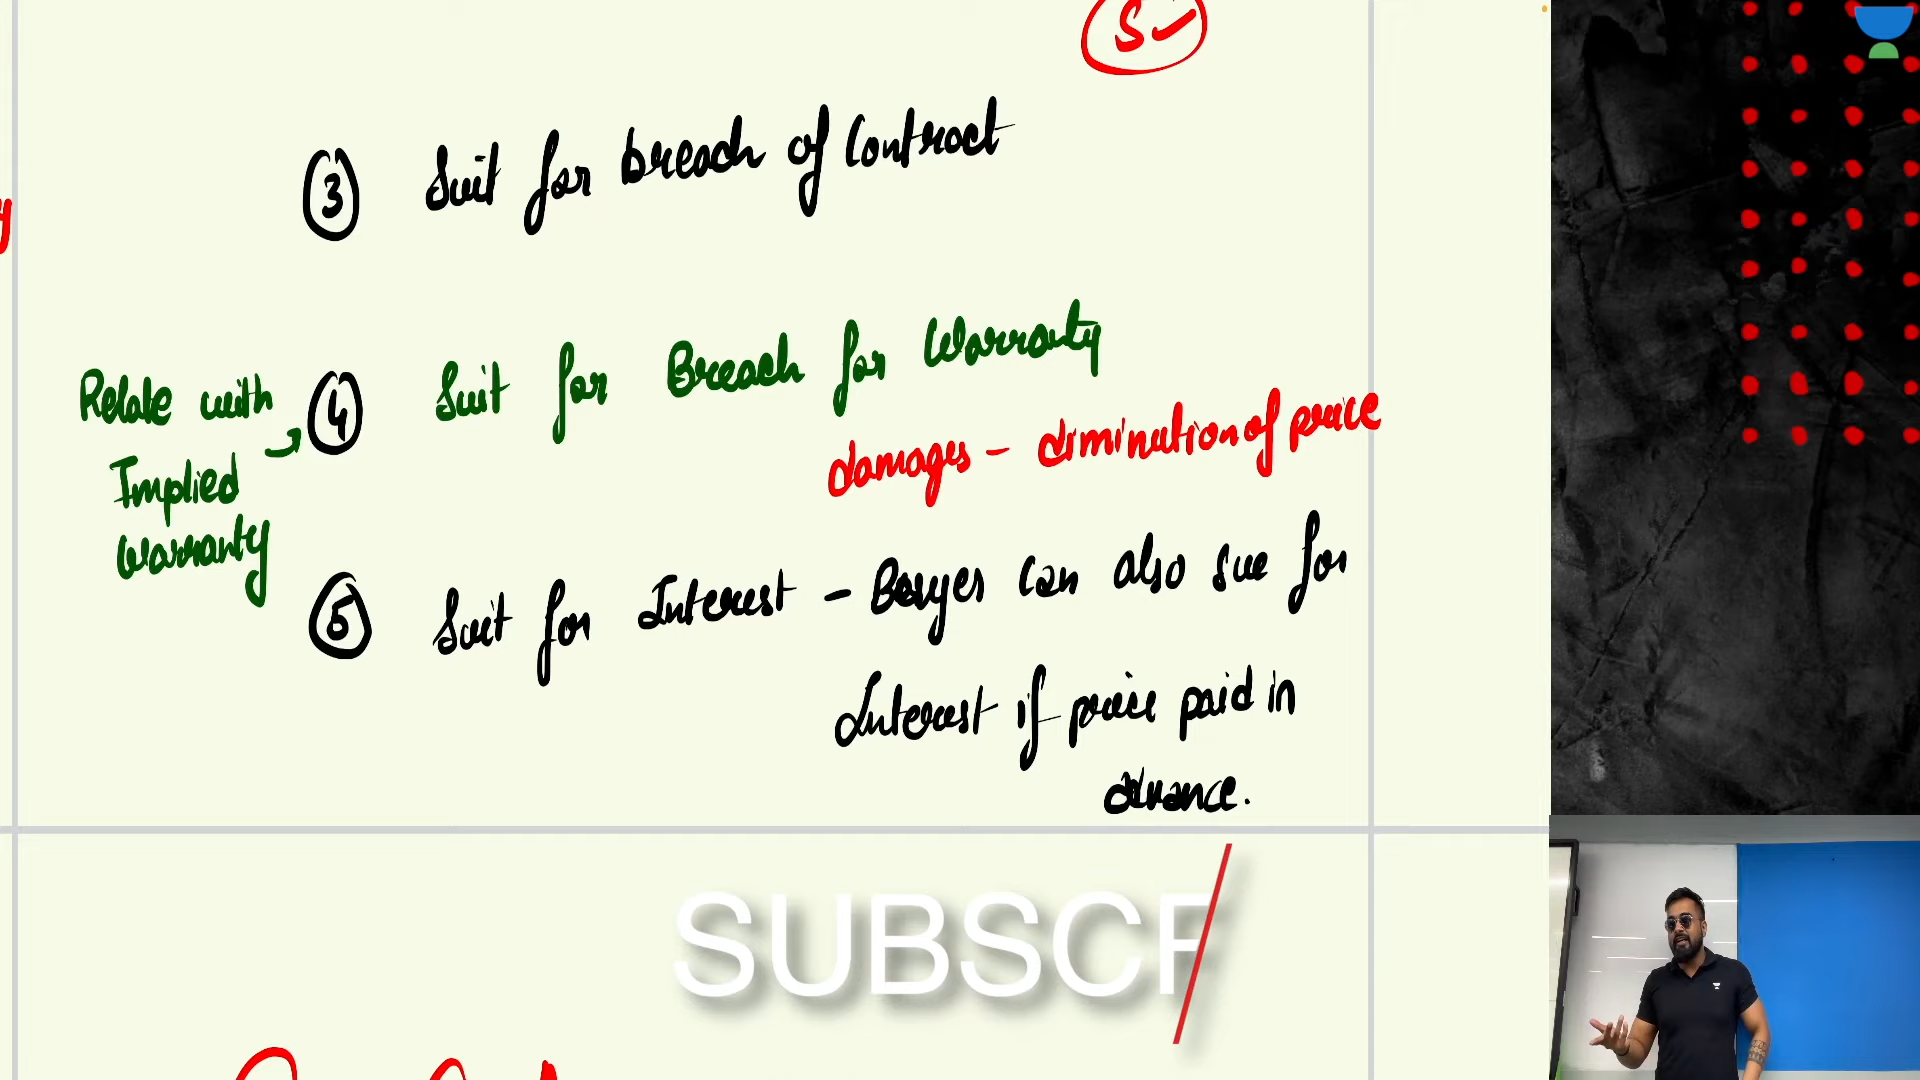 S
3 Suit for breach of Contract
4 Suit for Breach for Warranty
Relate with
Implied
Warranty
damages - diminution of price
5 Suit for Interest - Buyer can also sue for
Interest if price paid in
advance.
SUBSCR